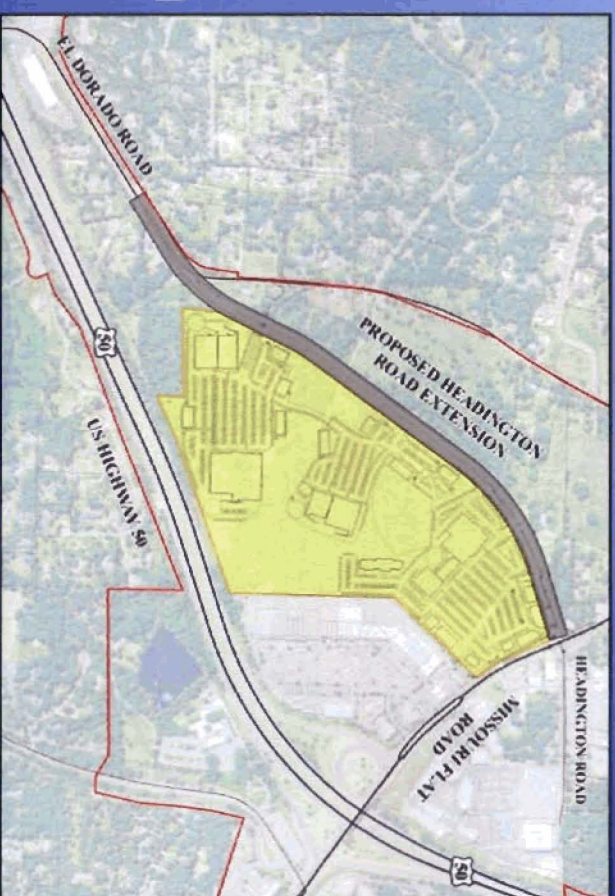 EL DORADO ROAD
PROPOSED HEADINGTON
ROAD EXTENSION
50
US HIGHWAY 50
HEADINGTON ROAD
MISSOURI FLAT
ROAD
50